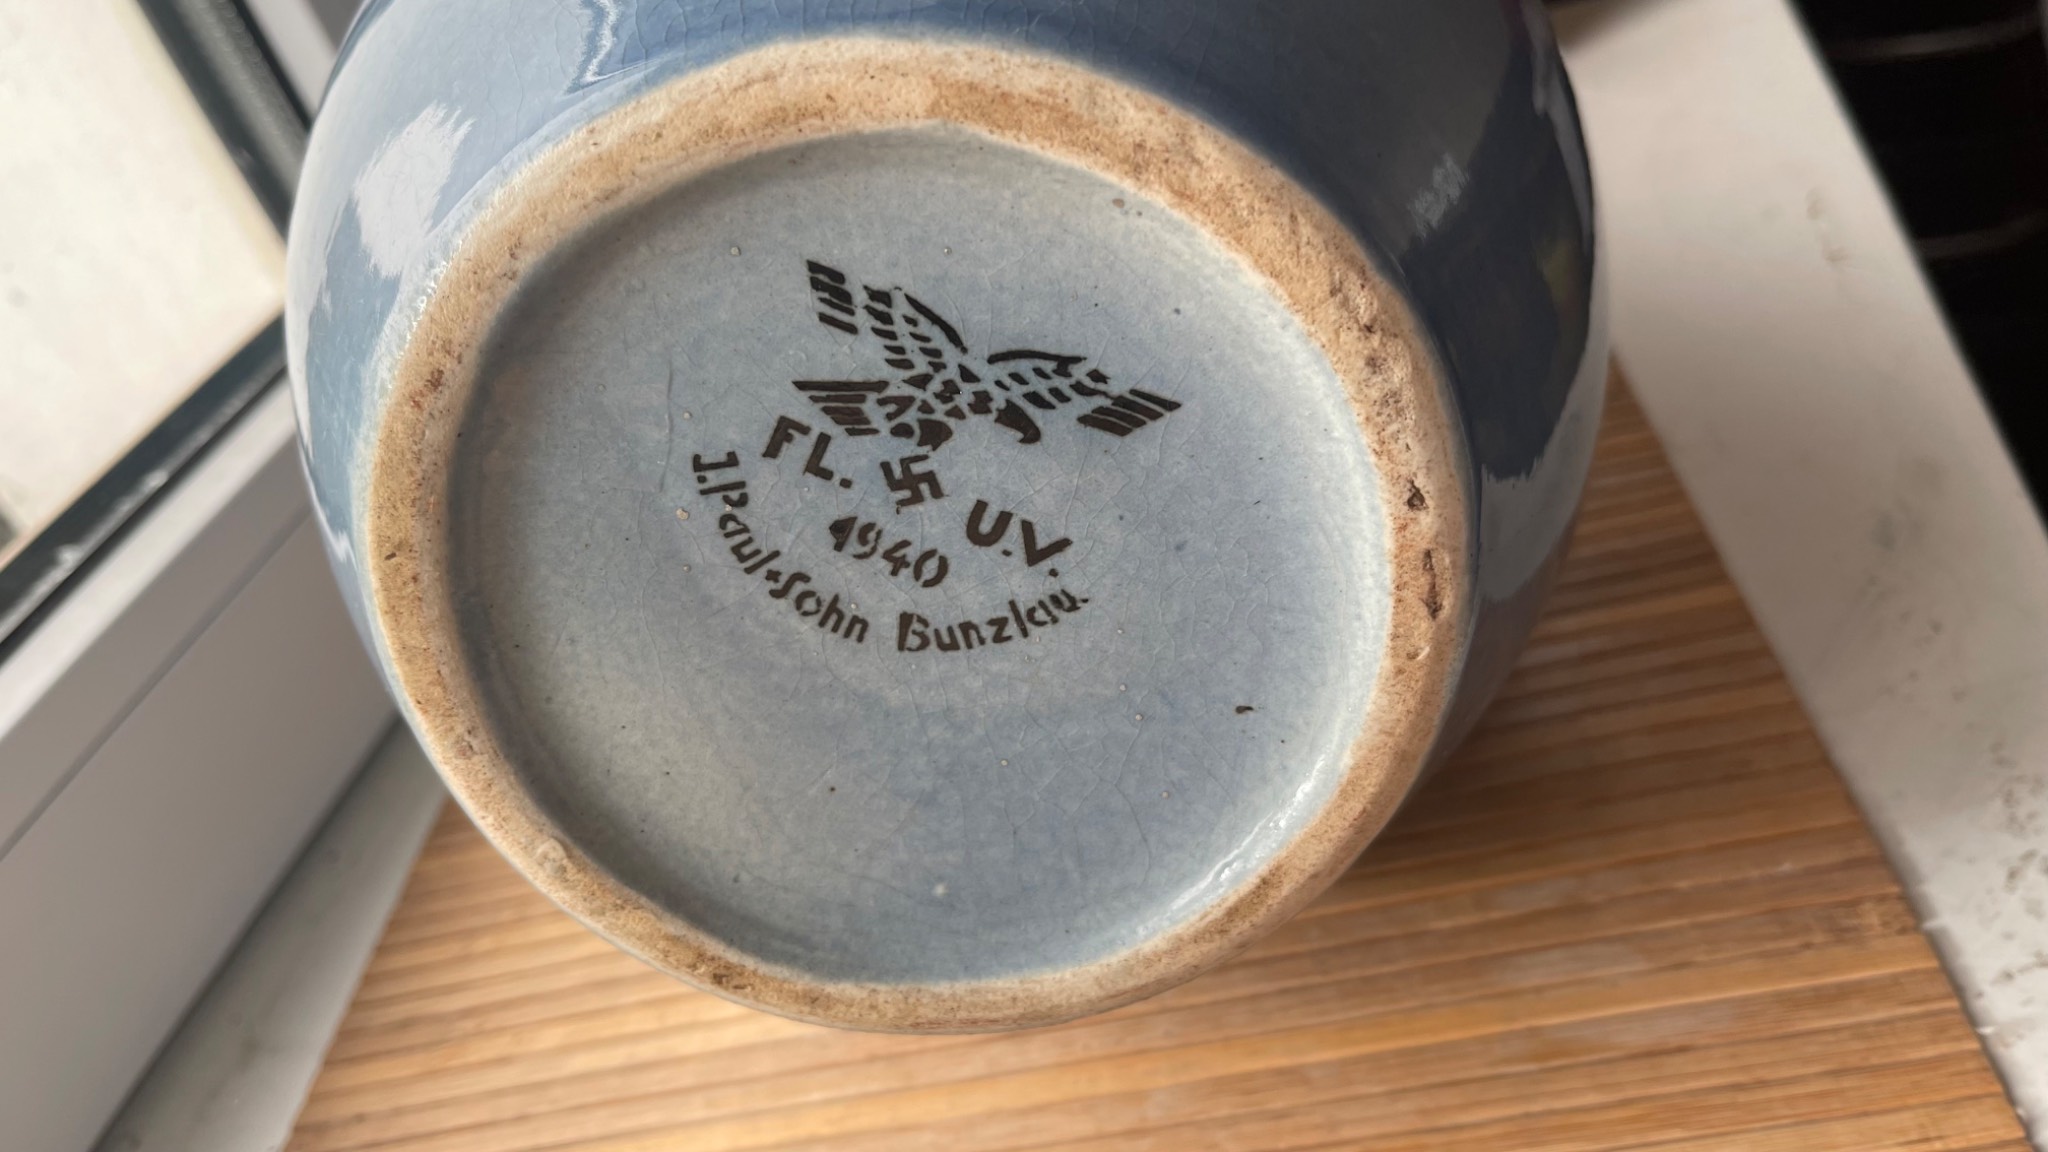 FL. U.V.
1940
J. Paul + Sohn Bunzlau.